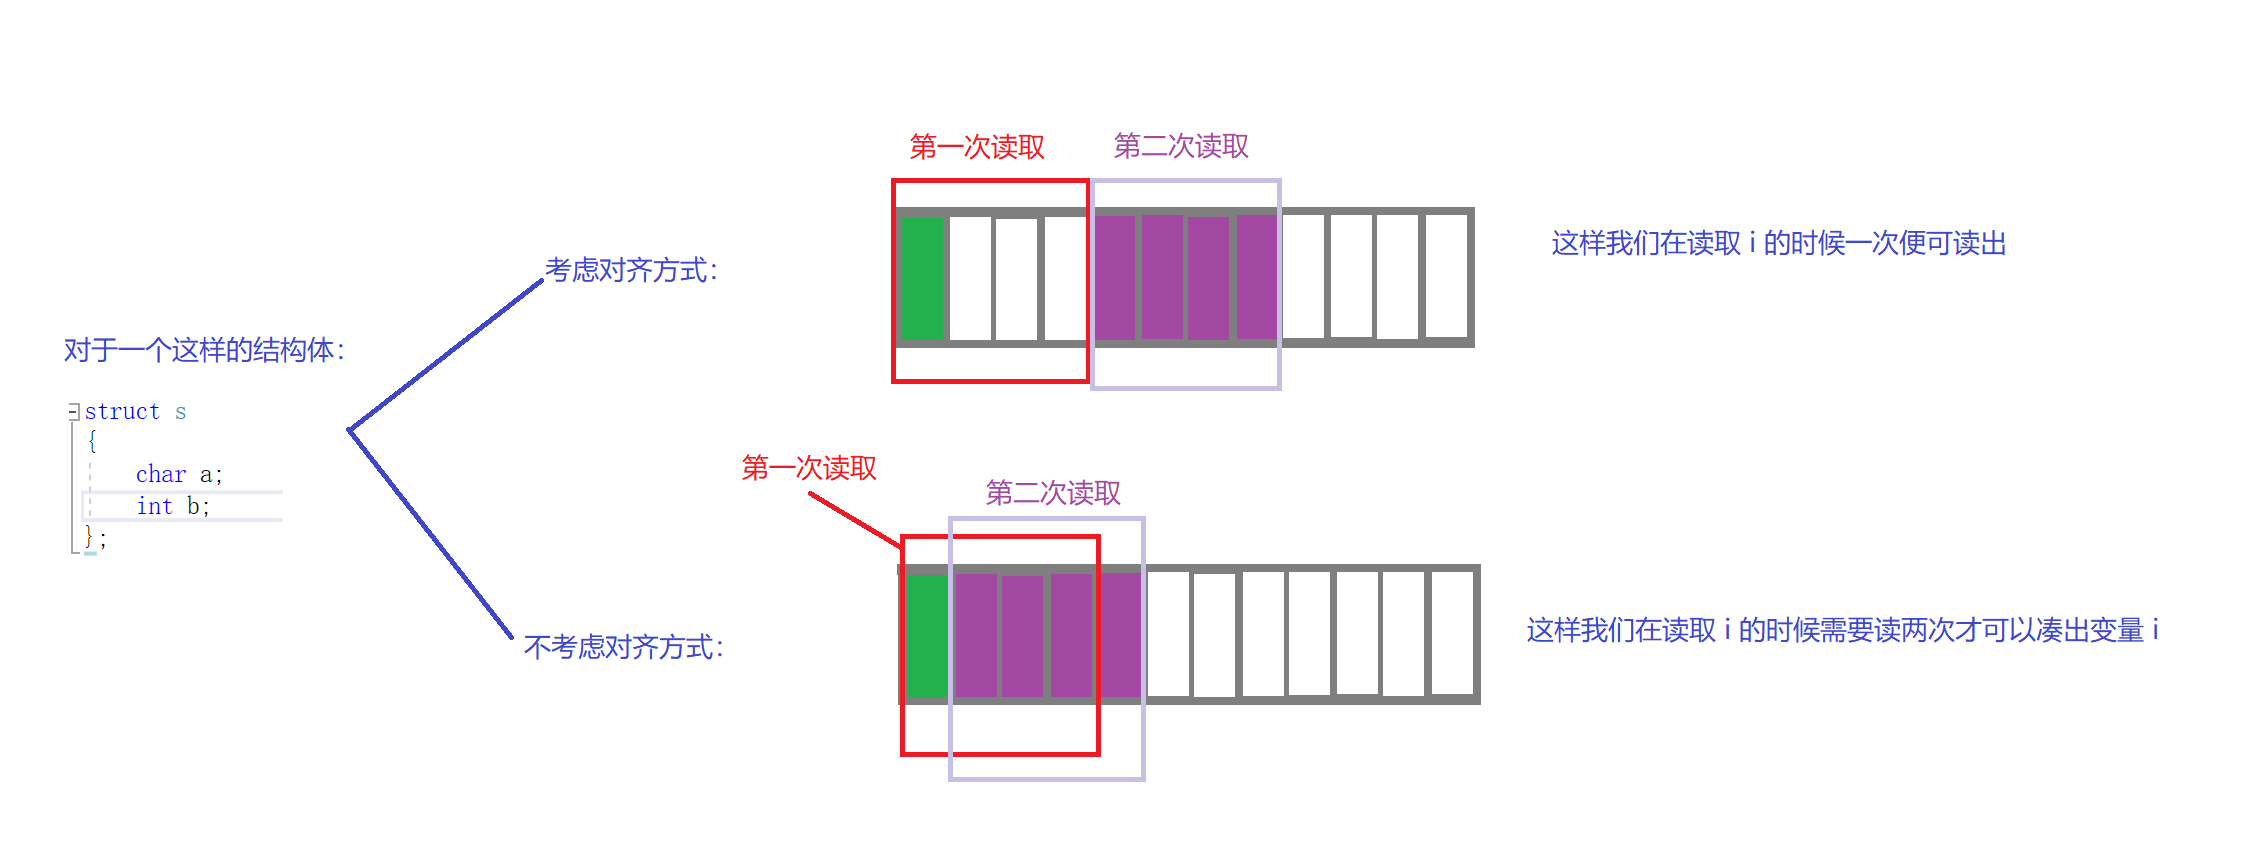 第一次读取
第二次读取
这样我们在读取 i 的时候一次便可读出
考虑对齐方式：
对于一个这样的结构体：
struct s
{
char a;
int b;
};
第一次读取
第二次读取
不考虑对齐方式：
这样我们在读取 i 的时候需要读两次才可以凑出变量 i